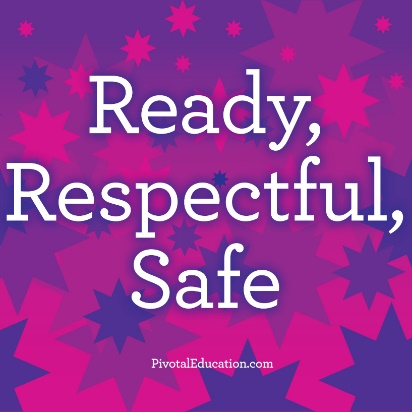 Ready,
Respectful,
Safe
PivotalEducation.com